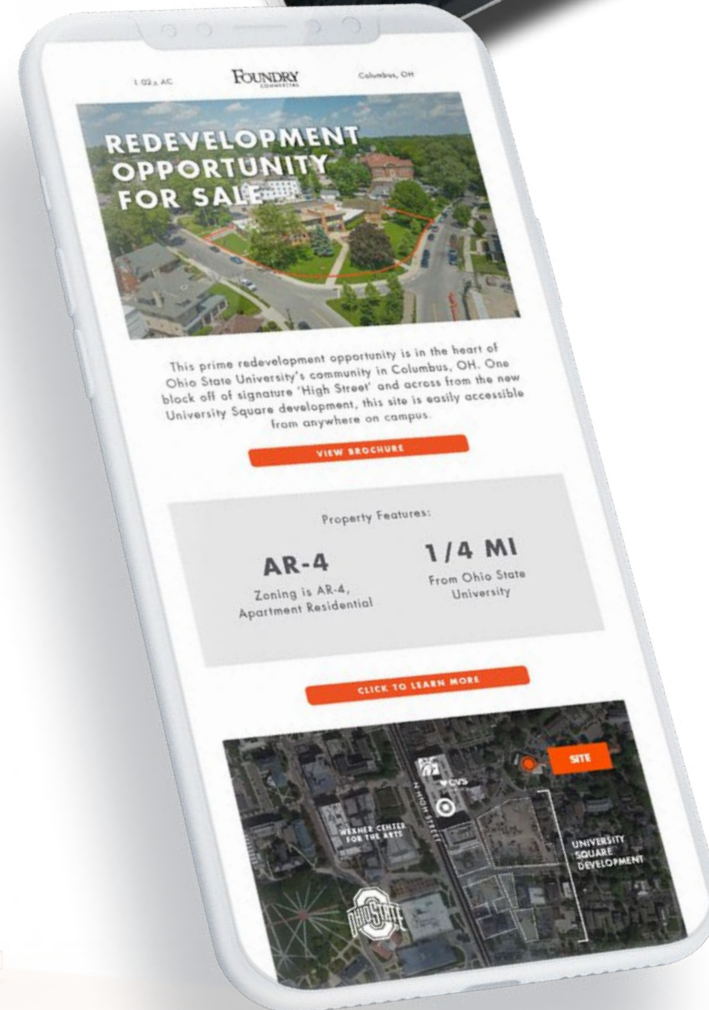 1.02± AC
FOUNDRY
COMMERCIAL
Columbus, OH
REDEVELOPMENT
OPPORTUNITY
FOR SALE
This prime redevelopment opportunity is in the heart of
Ohio State University's community in Columbus, OH. One
block off of signature 'High Street' and across from the new
University Square development, this site is easily accessible
from anywhere on campus.
VIEW BROCHURE
Property Features:
AR-4
Zoning is AR-4,
Apartment Residential
1/4 MI
From Ohio State
University
CLICK TO LEARN MORE
SITE
CVS
N HIGH STREET
WEXNER CENTER
FOR THE ARTS
UNIVERSITY
SQUARE
DEVELOPMENT
OHIO STATE